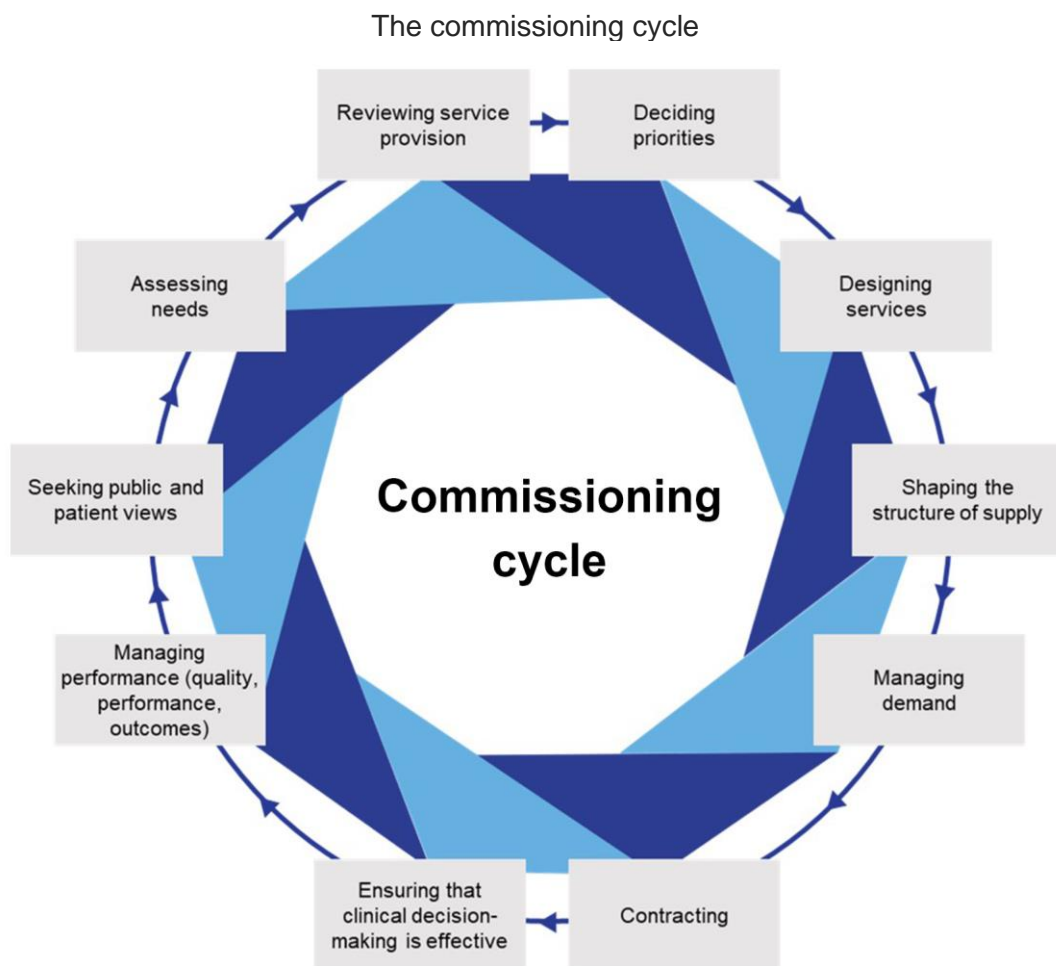 The commissioning cycle
Reviewing service
provision
Deciding
priorities
Designing
services
Shaping the
structure of supply
Managing
demand
Contracting
Ensuring that
clinical decision-
making is effective
Managing
performance (quality,
performance,
outcomes)
Seeking public and
patient views
Assessing
needs
Commissioning
cycle